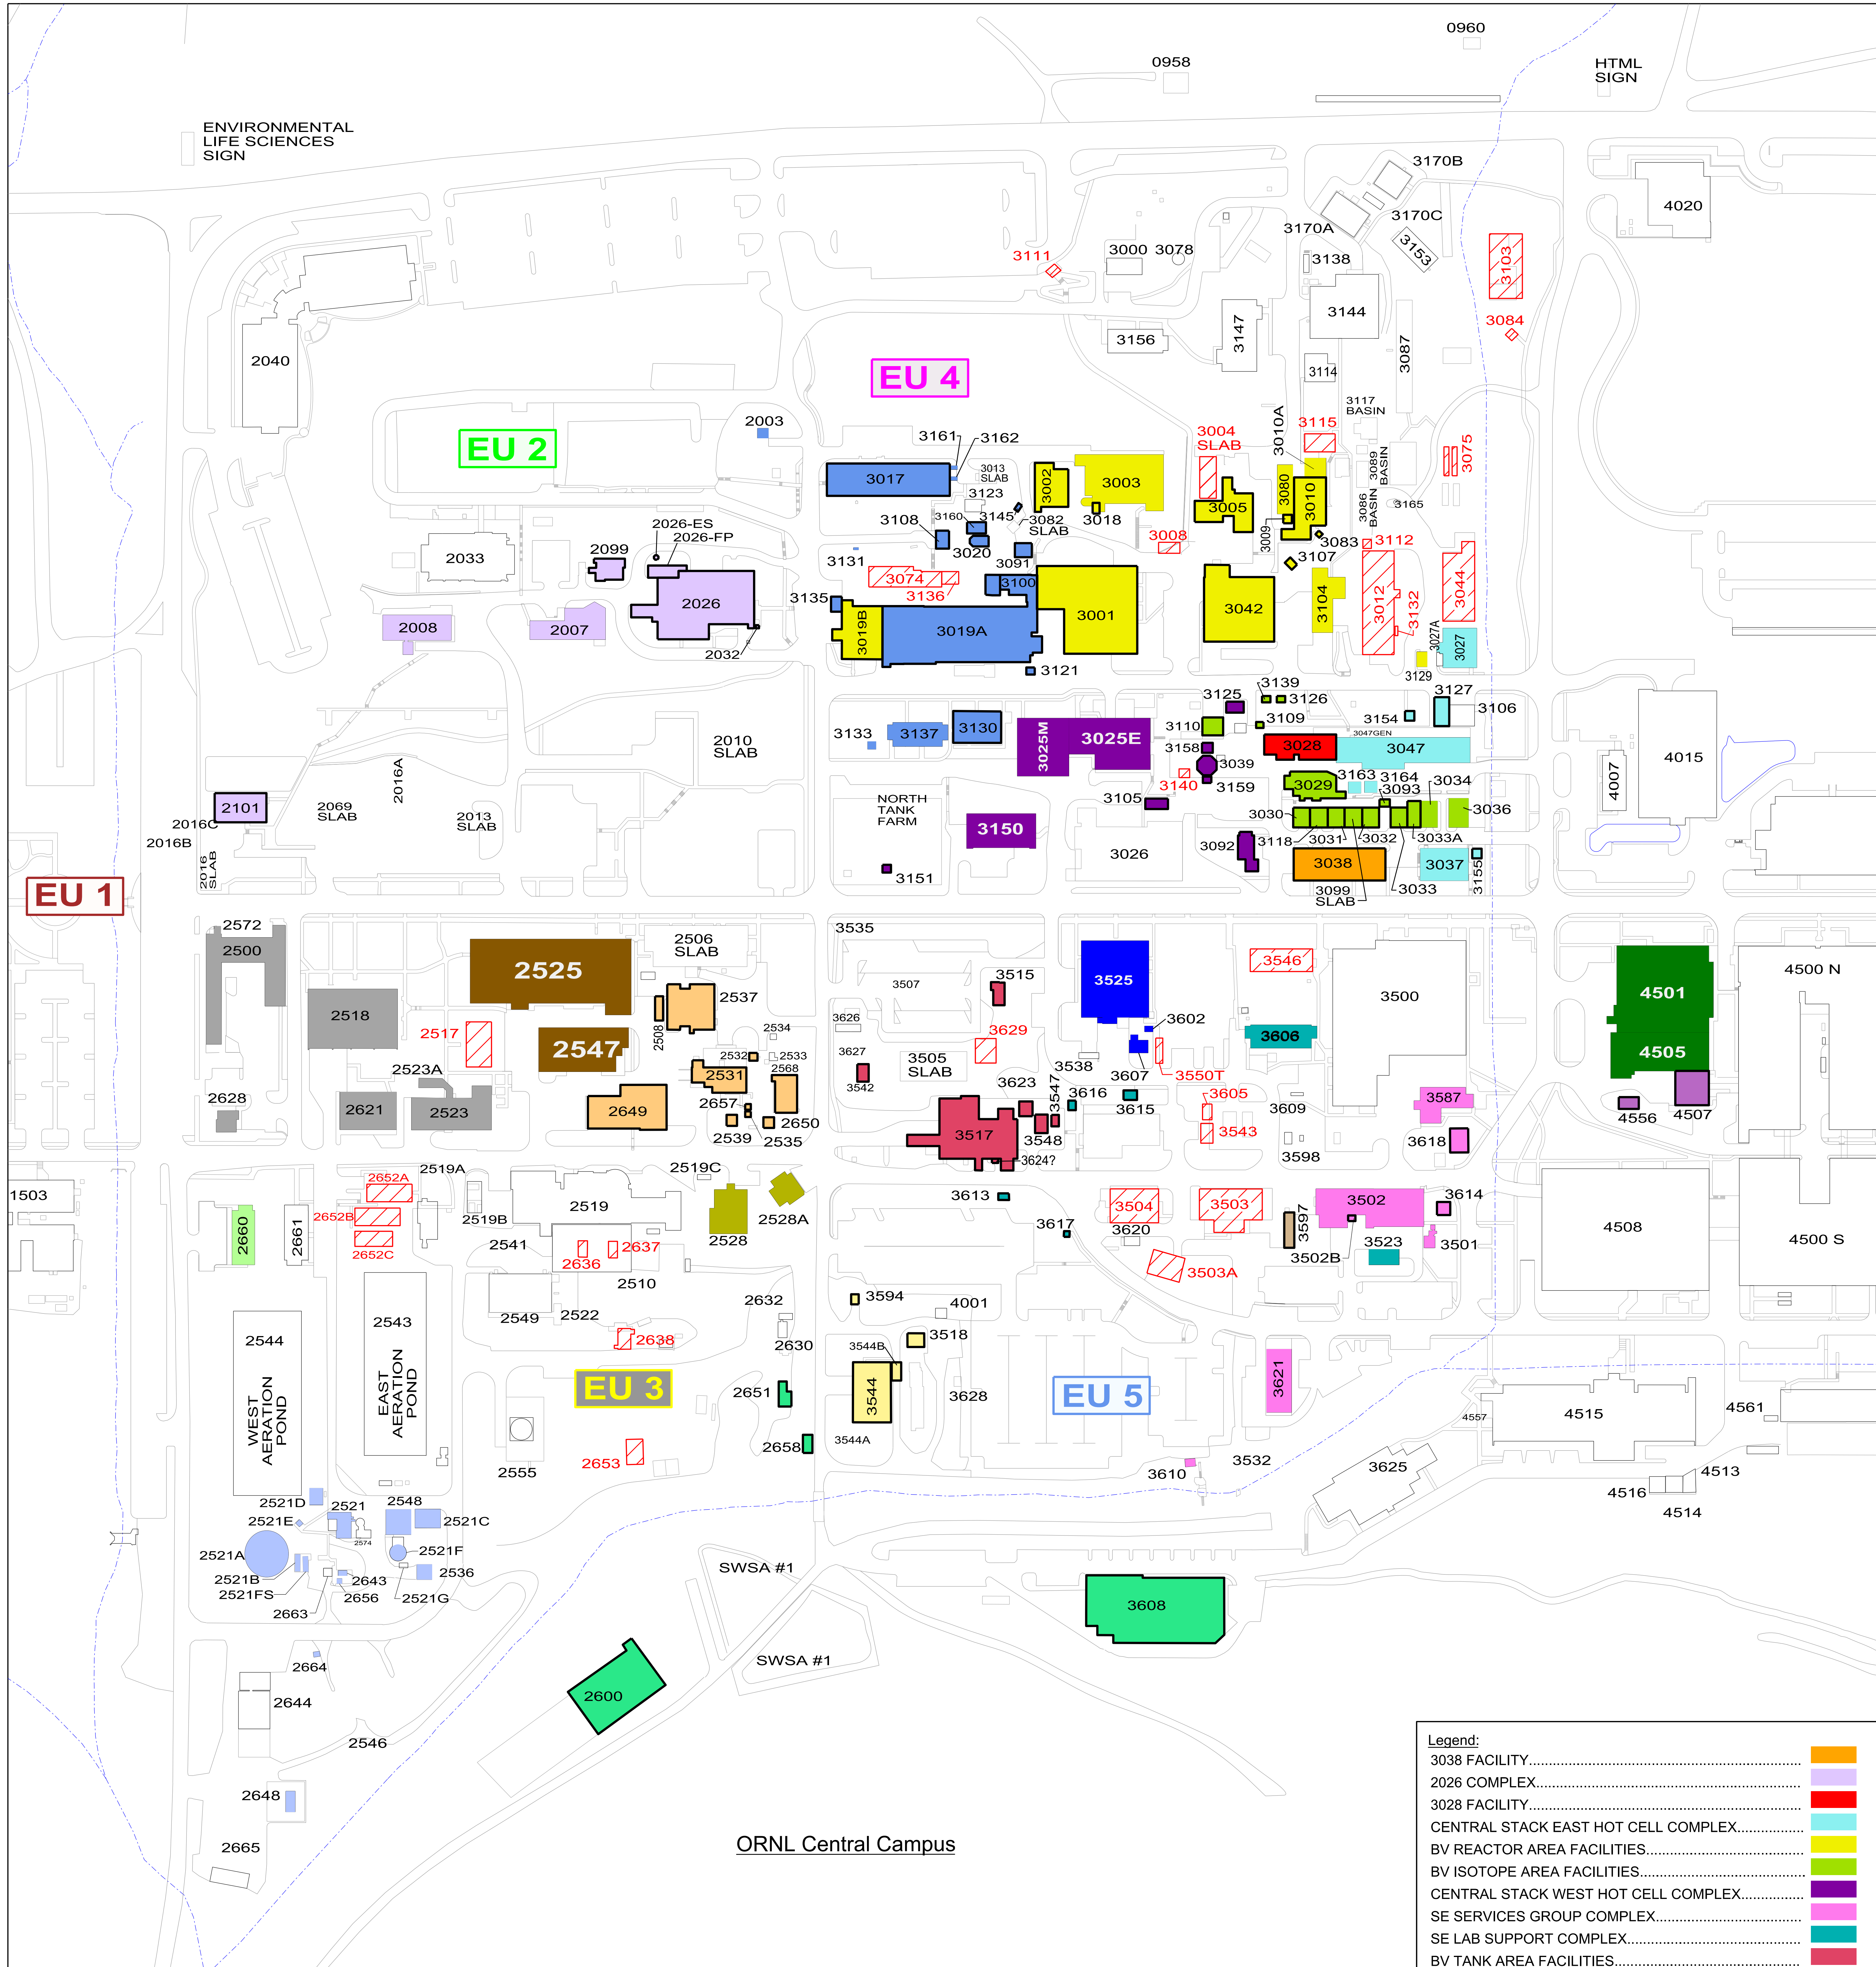 0960
0958
HTML
SIGN
ENVIRONMENTAL
LIFE SCIENCES
SIGN
3170B
3170C
3170A
3153
4020
3000 3078
3111
3138
3103
3144
3147
3156
3084
3087
2040
EU 4
3114
3117
BASIN
EU 2
2003
3010A
3115
3004
SLAB
3161
3162
3013
SLAB
3089
BASIN
3075
3017
3002
3003
3080
3010
3123
3018
3005
3086
BASIN
3165
3160
3145
3082
SLAB
3108
3020
3091
3009
3083
3008
3107
3112
2026-ES
2026-FP
2033
2099
3131
3074
3136
3100
3044
3012
3132
3104
3135
2026
3001
3042
3019B
3019A
2008
2007
2032
3027A
3027
3129
3121
3139
3126
3127
3125
3154
3106
3110
3109
3133
3137
3130
3025M
3025E
3047GEN
2010
SLAB
3158
3028
3047
4015
3039
3140
3029
3163
3164
3034
4007
3159
3093
2101
2069
SLAB
2016A
2013
SLAB
NORTH
TANK
FARM
3105
3030
3036
2016C
2016B
3150
3118
3031
3032
3033A
2016
SLAB
3026
3092
3038
3037
3155
3151
3099
SLAB
3033
EU 1
2572
2500
2506
SLAB
3535
3546
2525
3525
4500 N
3515
3507
3500
4501
2518
2537
2517
2508
3626
3602
3629
3606
2534
2547
2532
2533
3627
3505
SLAB
3538
4505
2523A
2531
2568
3542
3607
3550T
2628
2621
2523
2657
3623
3547
3616
3605
3609
3587
2649
3615
4556
4507
2539
2535
2650
3517
3548
3543
3618
3598
3624?
2519A
2519C
2652A
1503
2519
3613
3504
3503
3502
3614
2652B
2519B
2528A
3597
2660
2661
2541
2637
2528
3617
3620
4508
4500 S
2652C
2636
3523
3501
3502B
3503A
2510
2549
2522
2632
3594
4001
2543
2544
2638
2630
3518
3544B
EAST
AERATION
POND
EU 3
2651
3544
3628
EU 5
3621
WEST
AERATION
POND
4557
4515
4561
2658
3544A
2555
2653
3610
3532
3625
4513
4516
4514
2521D
2521
2548
2521C
2521E
2574
2521A
2521F
2521B
2643
2536
2521FS
2656
2521G
2663
SWSA #1
3608
2664
SWSA #1
2644
2600
2546
2648
2665
ORNL Central Campus
Legend:
3038 FACILITY
2026 COMPLEX
3028 FACILITY
CENTRAL STACK EAST HOT CELL COMPLEX
BV REACTOR AREA FACILITIES
BV ISOTOPE AREA FACILITIES
CENTRAL STACK WEST HOT CELL COMPLEX
SE SERVICES GROUP COMPLEX
SE LAB SUPPORT COMPLEX
BV TANK AREA FACILITIES